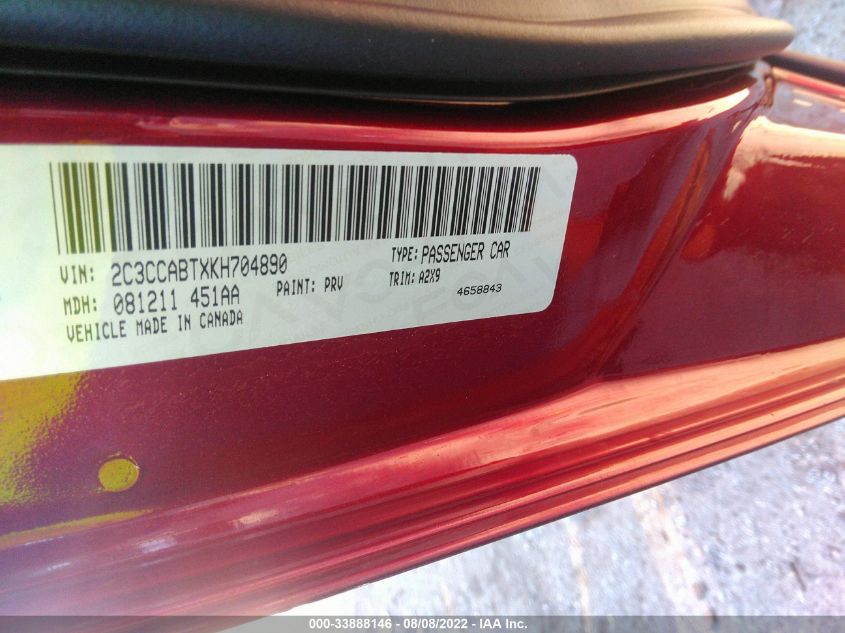 VIN: 2C3CCABTXKH704890 TYPE: PASSENGER CAR
MDH: 081211 451AA PAINT: PRV TRIM: A2X9
VEHICLE MADE IN CANADA 4658843
000-33888146 - 08/08/2022 - IAA Inc.